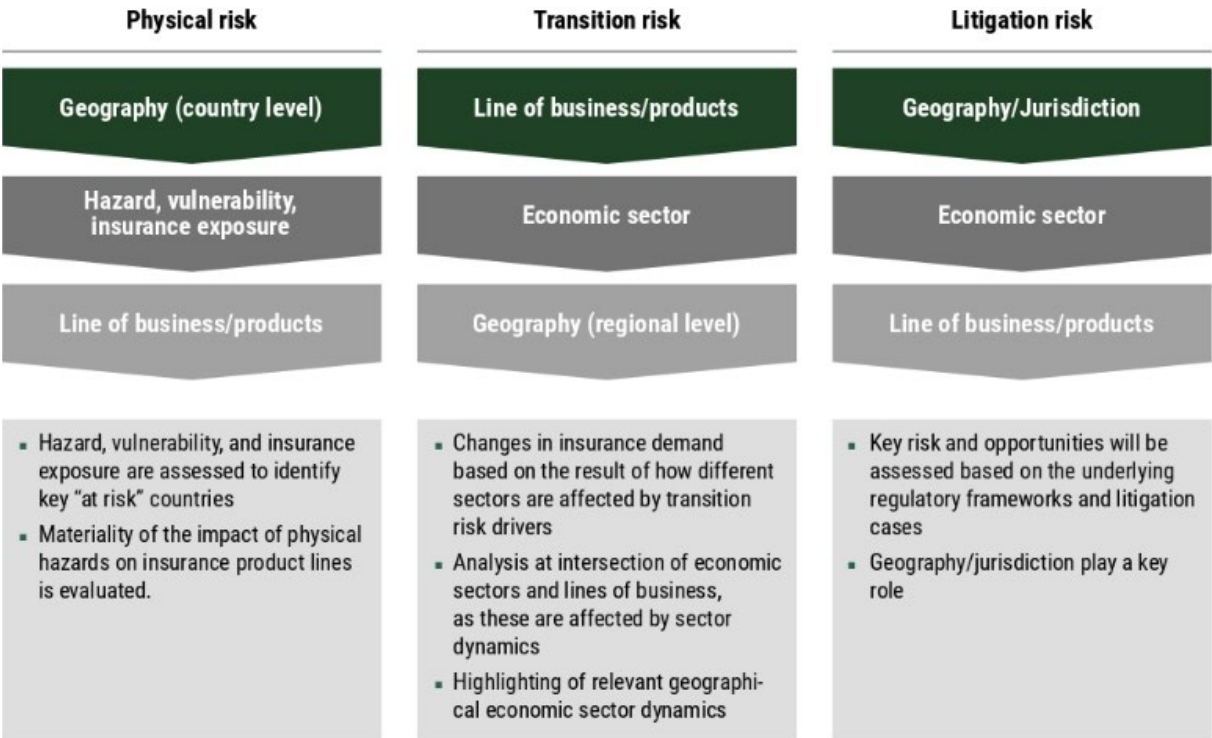 Physical risk
Geography (country level)
Hazard, vulnerability,
insurance exposure
Line of business/products
▪ Hazard, vulnerability, and insurance
exposure are assessed to identify
key “at risk” countries
▪ Materiality of the impact of physical
hazards on insurance product lines
is evaluated.
Transition risk
Line of business/products
Economic sector
Geography (regional level)
▪ Changes in insurance demand
based on the result of how different
sectors are affected by transition
risk drivers
▪ Analysis at intersection of economic
sectors and lines of business,
as these are affected by sector
dynamics
▪ Highlighting of relevant geographi-
cal economic sector dynamics
Litigation risk
Geography/Jurisdiction
Economic sector
Line of business/products
▪ Key risk and opportunities will be
assessed based on the underlying
regulatory frameworks and litigation
cases
▪ Geography/jurisdiction play a key
role